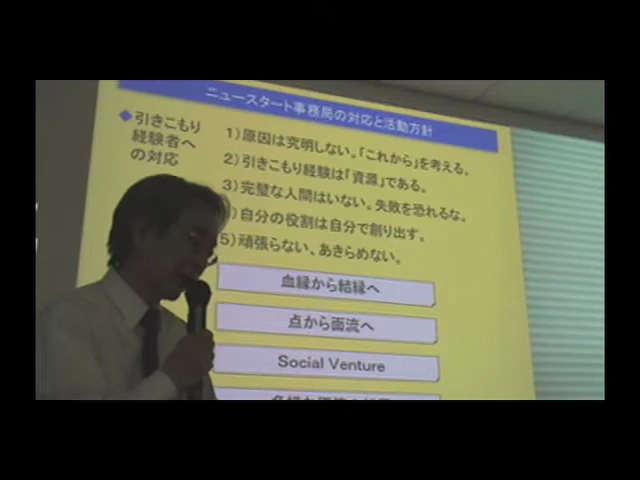 ニュースタート事務局の対応と活動方針
◆引きこもり
経験者へ
の対応
1）原因は究明しない。「これから」を考える。
2）引きこもり経験は「資源」である。
3）完璧な人間はいない。失敗を恐れるな。
）自分の役割は自分で創り出す。
5）頑張らない、あきらめない。
血縁から結縁へ
点から面流へ
Social Venture